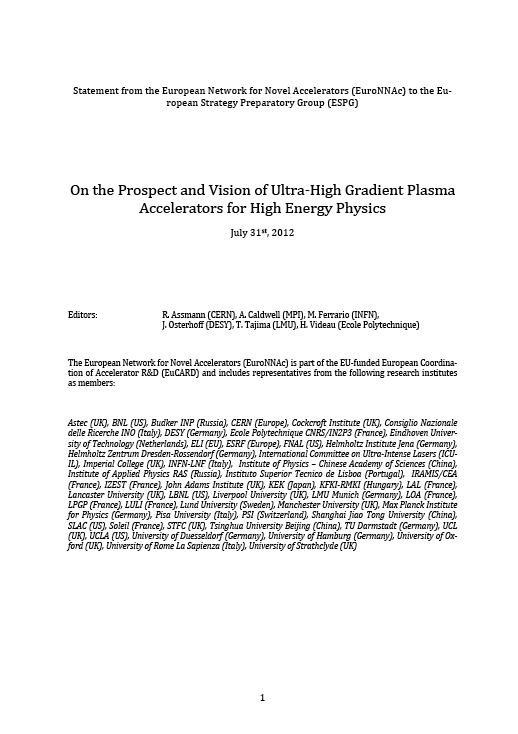 Statement from the European Network for Novel Accelerators (EuroNNAc) to the Eu-
ropean Strategy Preparatory Group (ESPG)
On the Prospect and Vision of Ultra-High Gradient Plasma
Accelerators for High Energy Physics
July 31st, 2012
Editors: R. Assmann (CERN), A. Caldwell (MPI), M. Ferrario (INFN),
J. Osterhoff (DESY), T. Tajima (LMU), H. Videau (Ecole Polytechnique)
The European Network for Novel Accelerators (EuroNNAc) is part of the EU-funded European Coordina-
tion of Accelerator R&D (EuCARD) and includes representatives from the following research institutes
as members:
Astec (UK), BNL (US), Budker INP (Russia), CERN (Europe), Cockcroft Institute (UK), Consiglio Nazionale
delle Ricerche INO (Italy), DESY (Germany), Ecole Polytechnique CNRS/IN2P3 (France), Eindhoven Univer-
sity of Technology (Netherlands), ELI (EU), ESRF (Europe), FNAL (US), Helmholtz Institute Jena (Germany),
Helmholtz Zentrum Dresden-Rossendorf (Germany), International Committee on Ultra-Intense Lasers (ICU-
IL), Imperial College (UK), INFN-LNF (Italy), Institute of Physics – Chinese Academy of Sciences (China),
Institute of Applied Physics RAS (Russia), Instituto Superior Tecnico de Lisboa (Portugal), IRAMIS/CEA
(France), IZEST (France), John Adams Institute (UK), KEK (Japan), KFKI-RMKI (Hungary), LAL (France),
Lancaster University (UK), LBNL (US), Liverpool University (UK), LMU Munich (Germany), LOA (France),
LPGP (France), LULI (France), Lund University (Sweden), Manchester University (UK), Max Planck Institute
for Physics (Germany), Pisa University (Italy), PSI (Switzerland), Shanghai Jiao Tong University (China),
SLAC (US), Soleil (France), STFC (UK), Tsinghua University Beijing (China), TU Darmstadt (Germany), UCL
(UK), UCLA (US), University of Duesseldorf (Germany), University of Hamburg (Germany), University of Ox-
ford (UK), University of Rome La Sapienza (Italy), University of Strathclyde (UK)
1